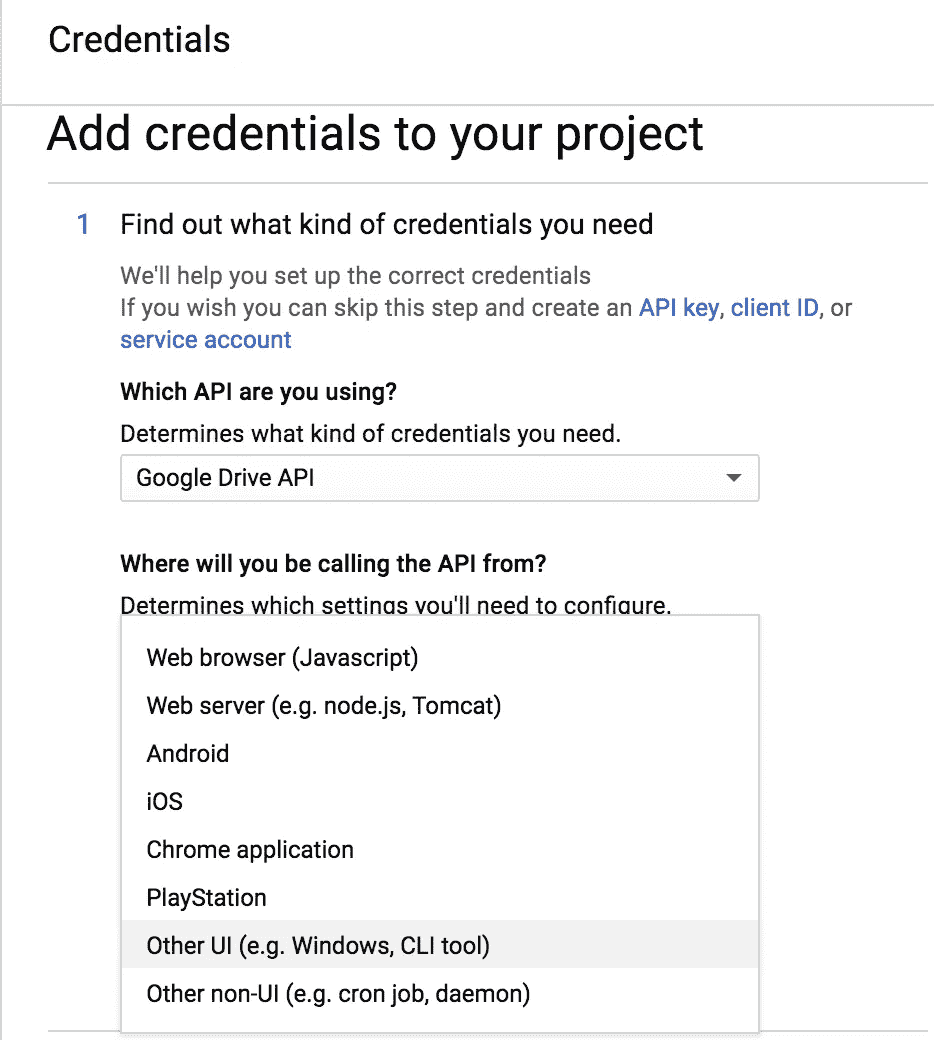 Credentials
Add credentials to your project
1 Find out what kind of credentials you need
We'll help you set up the correct credentials
If you wish you can skip this step and create an API key, client ID, or
service account
Which API are you using?
Determines what kind of credentials you need.
Google Drive API
Where will you be calling the API from?
Determines which settings you'll need to configure.
Web browser (Javascript)
Web server (e.g. node.js, Tomcat)
Android
iOS
Chrome application
PlayStation
Other UI (e.g. Windows, CLI tool)
Other non-UI (e.g. cron job, daemon)